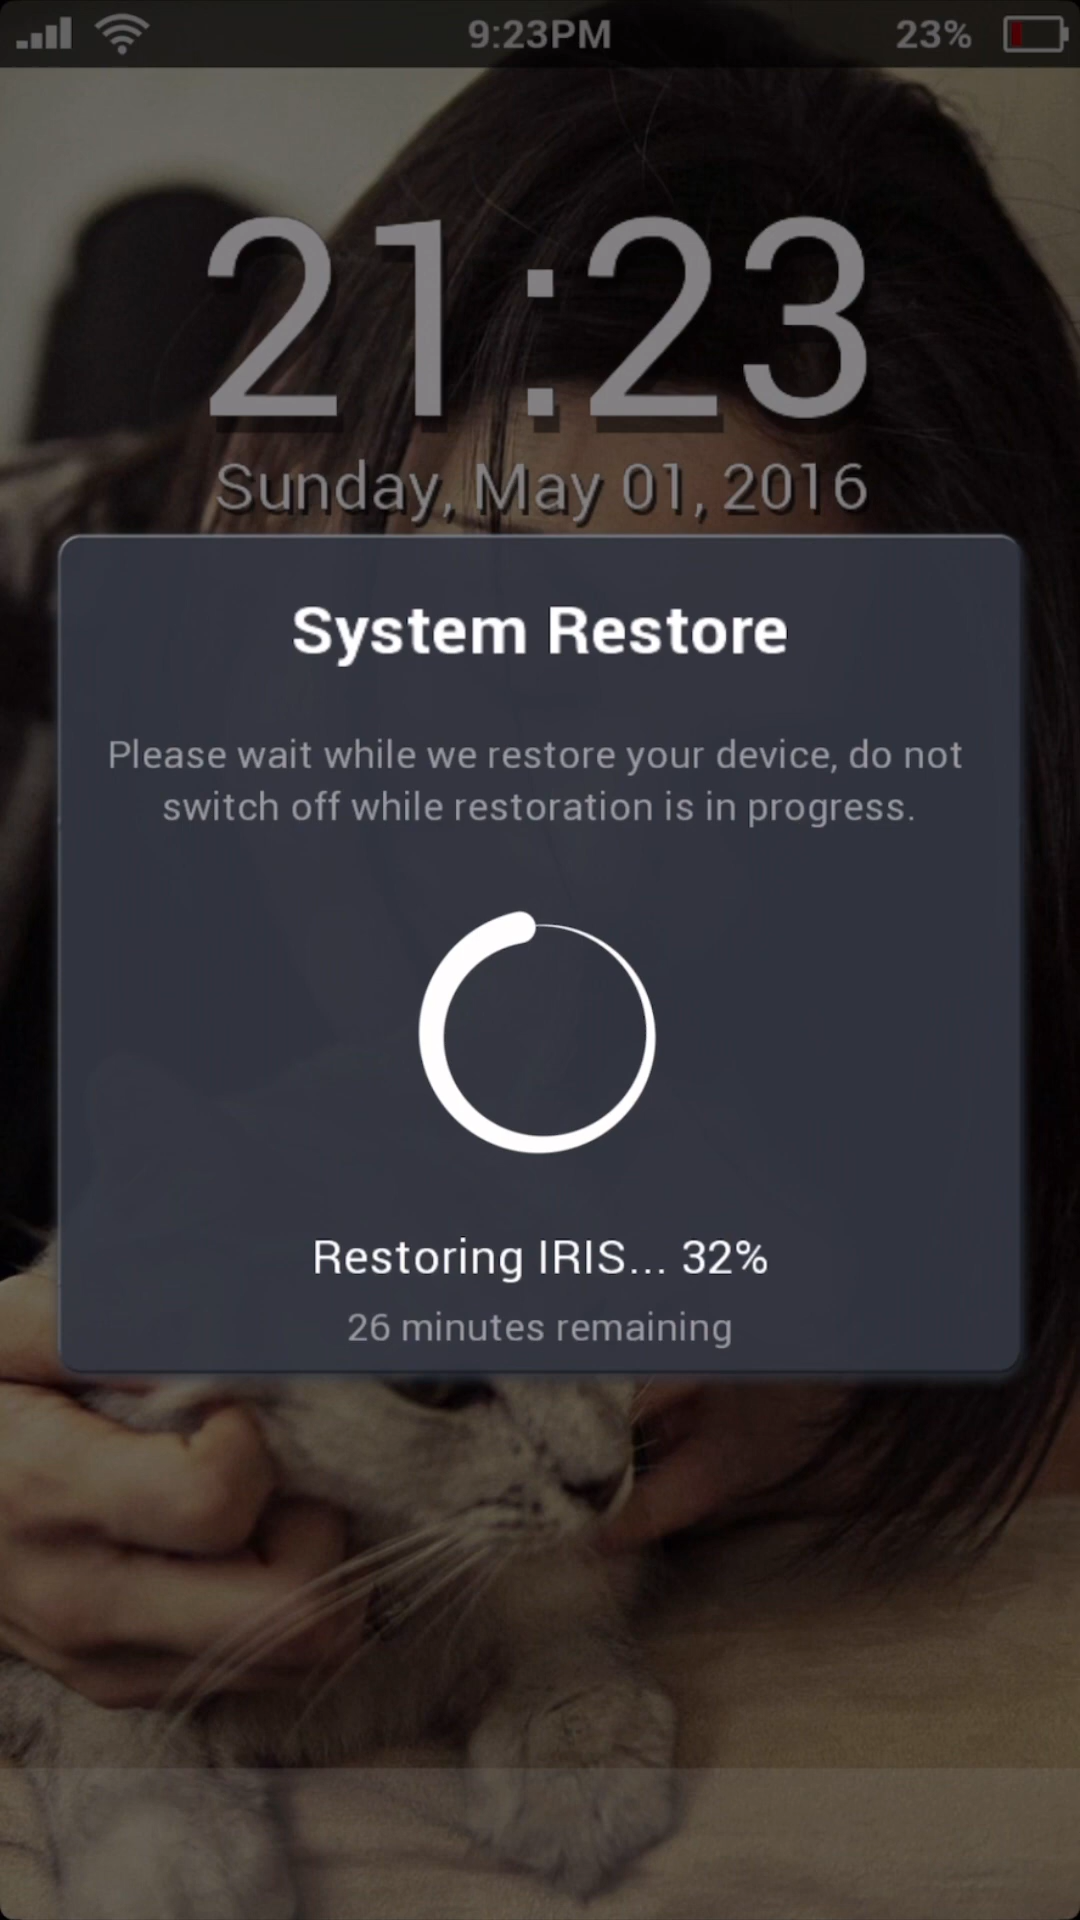 9:23PM
23%
21:23
Sunday, May 01, 2016
System Restore
Please wait while we restore your device, do not
switch off while restoration is in progress.
Restoring IRIS... 32%
26 minutes remaining